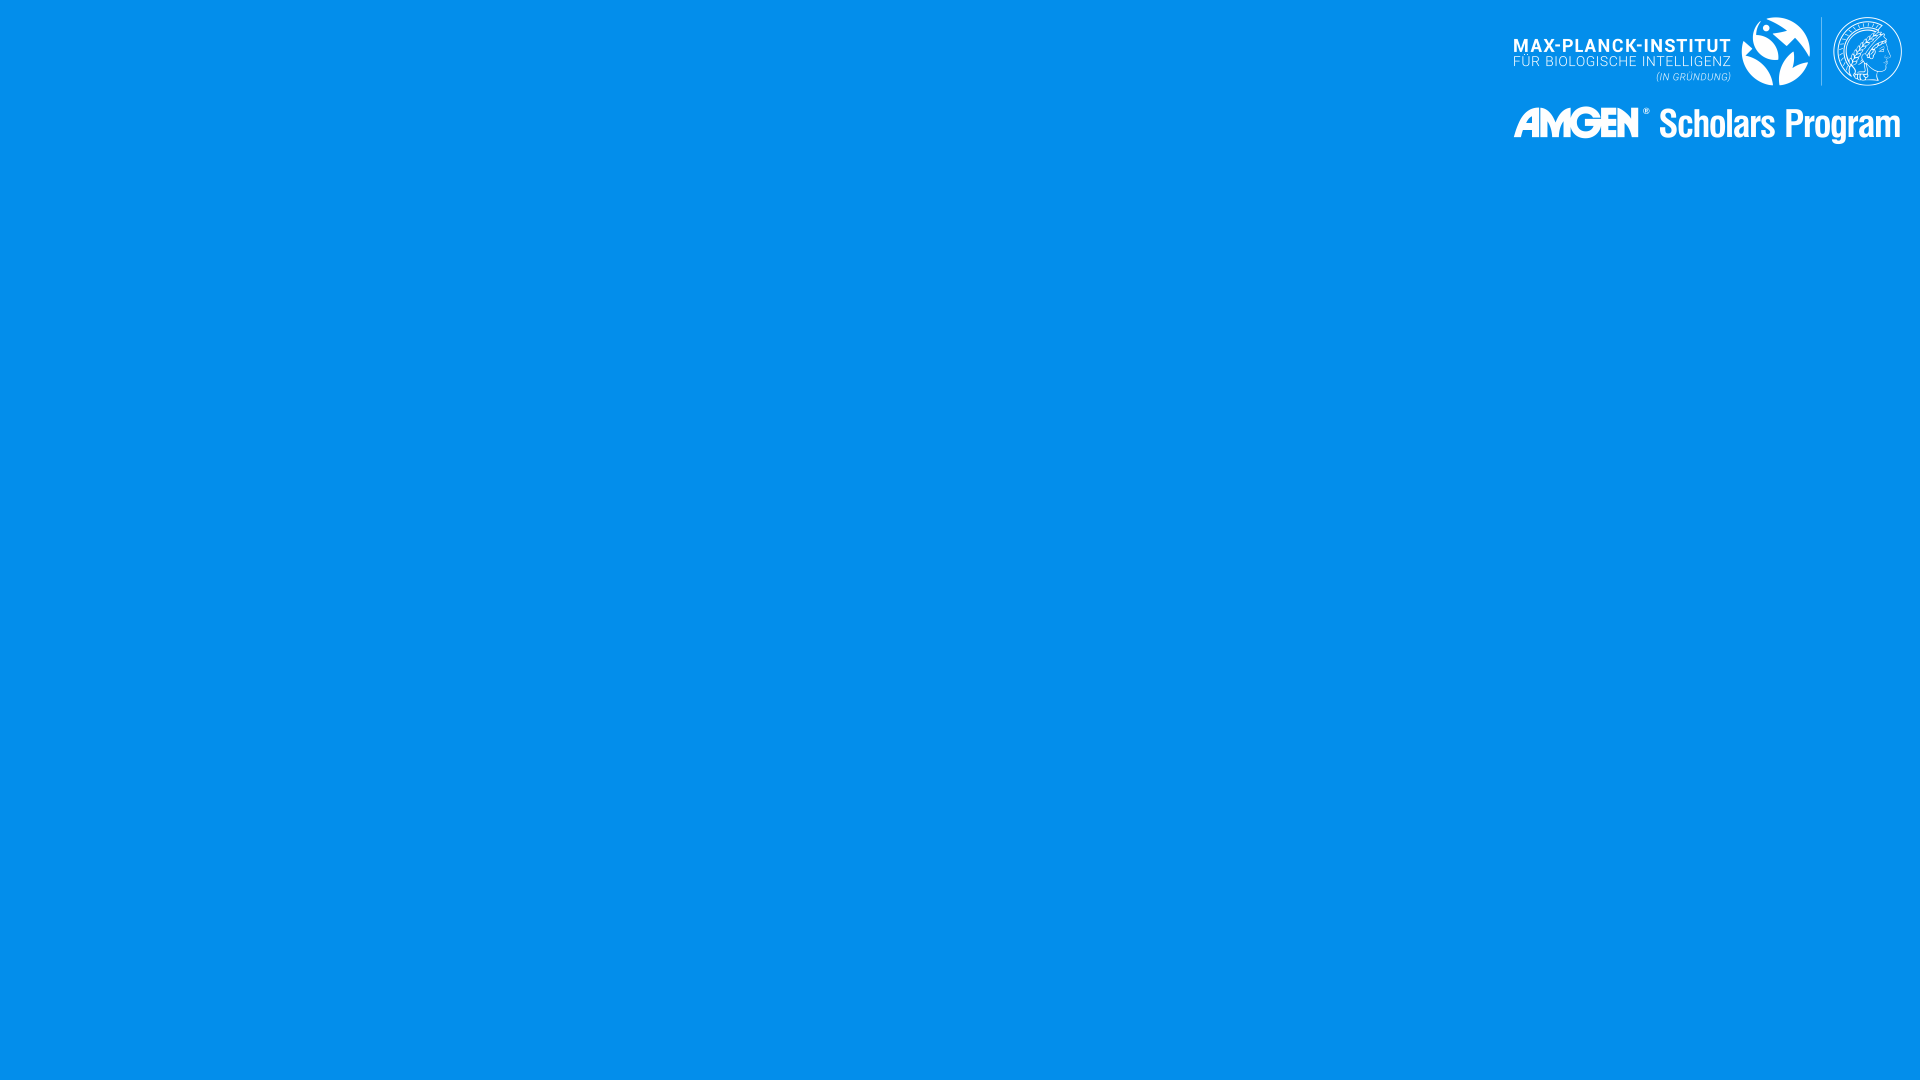 MAX-PLANCK-INSTITUT
FÜR BIOLOGISCHE INTELLIGENZ
(IN GRÜNDUNG)
AMGEN® Scholars Program